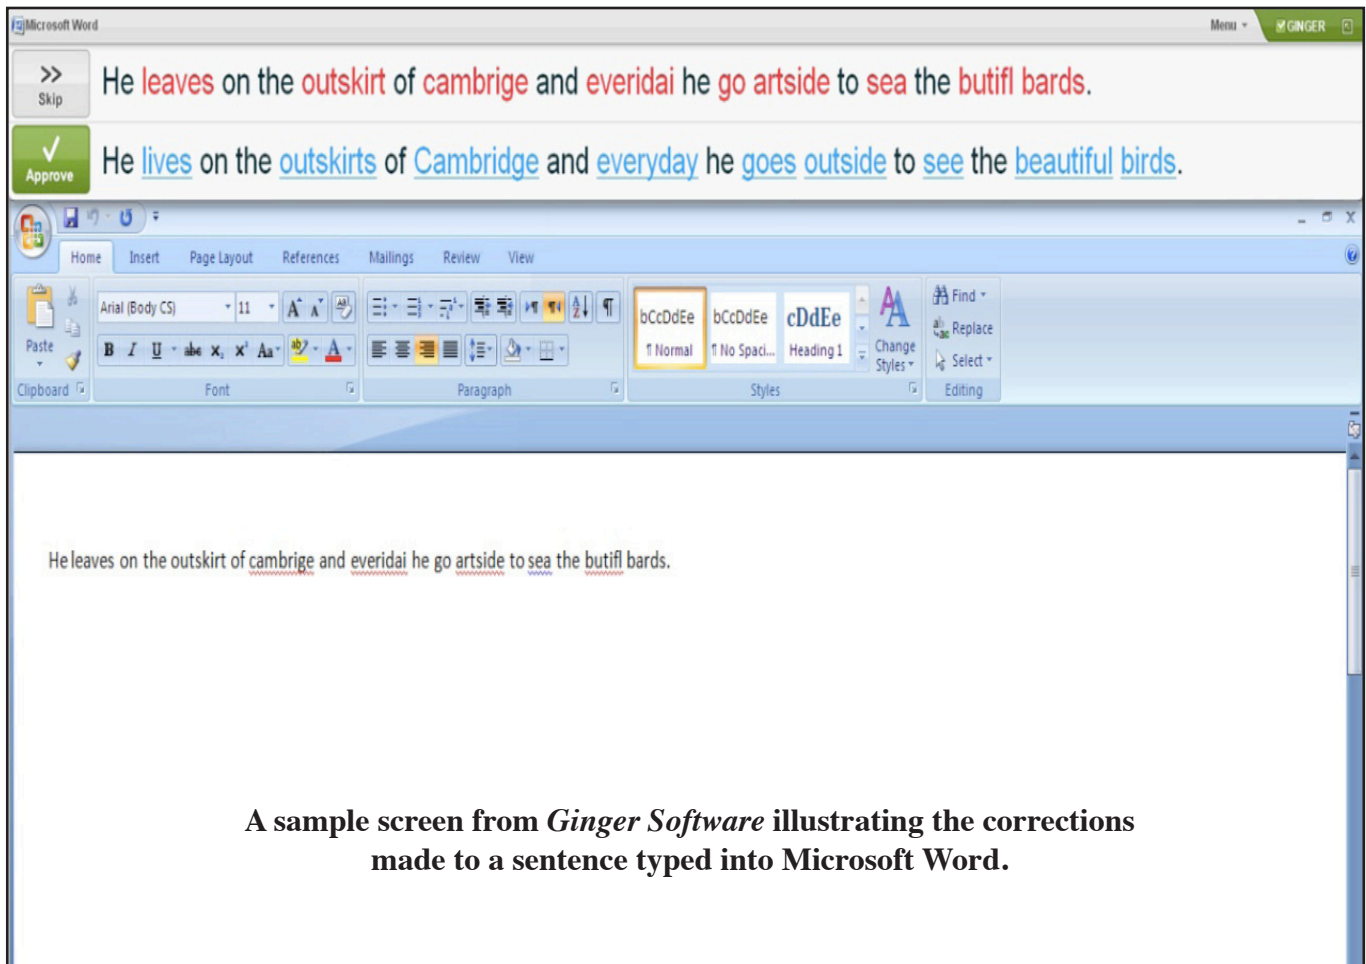 Microsoft Word
Menu
GINGER
Skip
He leaves on the outskirt of cambrige and everidai he go artside to sea the butifl bards.
Approve
He lives on the outskirts of Cambridge and everyday he goes outside to see the beautiful birds.
Home Insert Page Layout References Mailings Review View
Paste
Clipboard
Arial (Body CS) 11
B I U abc X, X² Aa ab A
Font
Paragraph
bCcDdEe bCcDdEe cDdEe
¶ Normal ¶ No Spaci... Heading 1
Change
Styles
Styles
Find
Replace
Select
Editing
He leaves on the outskirt of cambrige and everidai he go artside to sea the butifl bards.
A sample screen from Ginger Software illustrating the corrections
made to a sentence typed into Microsoft Word.